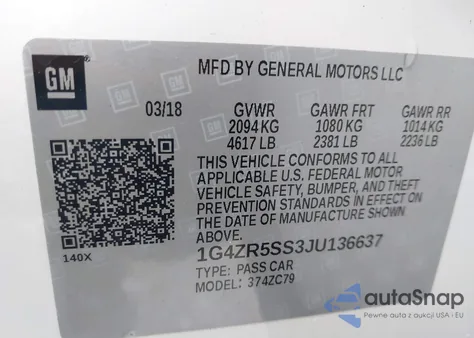 GM
MFD BY GENERAL MOTORS LLC
03/18 GVWR GAWR FRT GAWR RR
2094 KG 1080 KG 1014 KG
4617 LB 2381 LB 2236 LB
THIS VEHICLE CONFORMS TO ALL
APPLICABLE U.S. FEDERAL MOTOR
VEHICLE SAFETY, BUMPER, AND THEFT
PREVENTION STANDARDS IN EFFECT ON
THE DATE OF MANUFACTURE SHOWN
ABOVE.
140X
1G4ZR5SS3JU136637
TYPE: PASS CAR
MODEL: 374ZC79
autoSnap
Pewne auta z aukcji USA i EU